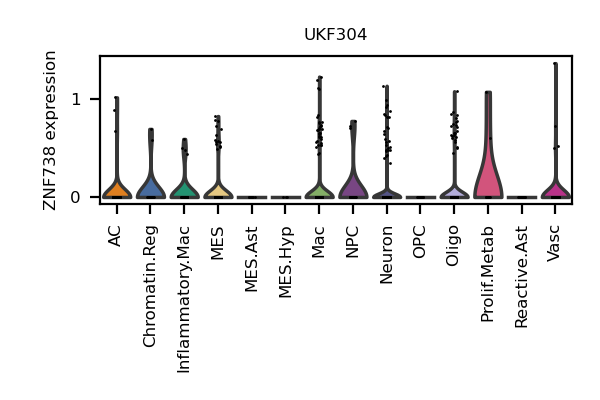 UKF304
ZNF738 expression
1
0
AC
Chromatin.Reg
Inflammatory.Mac
MES
MES.Ast
MES.Hyp
Mac
NPC
Neuron
OPC
Oligo
Prolif.Metab
Reactive.Ast
Vasc